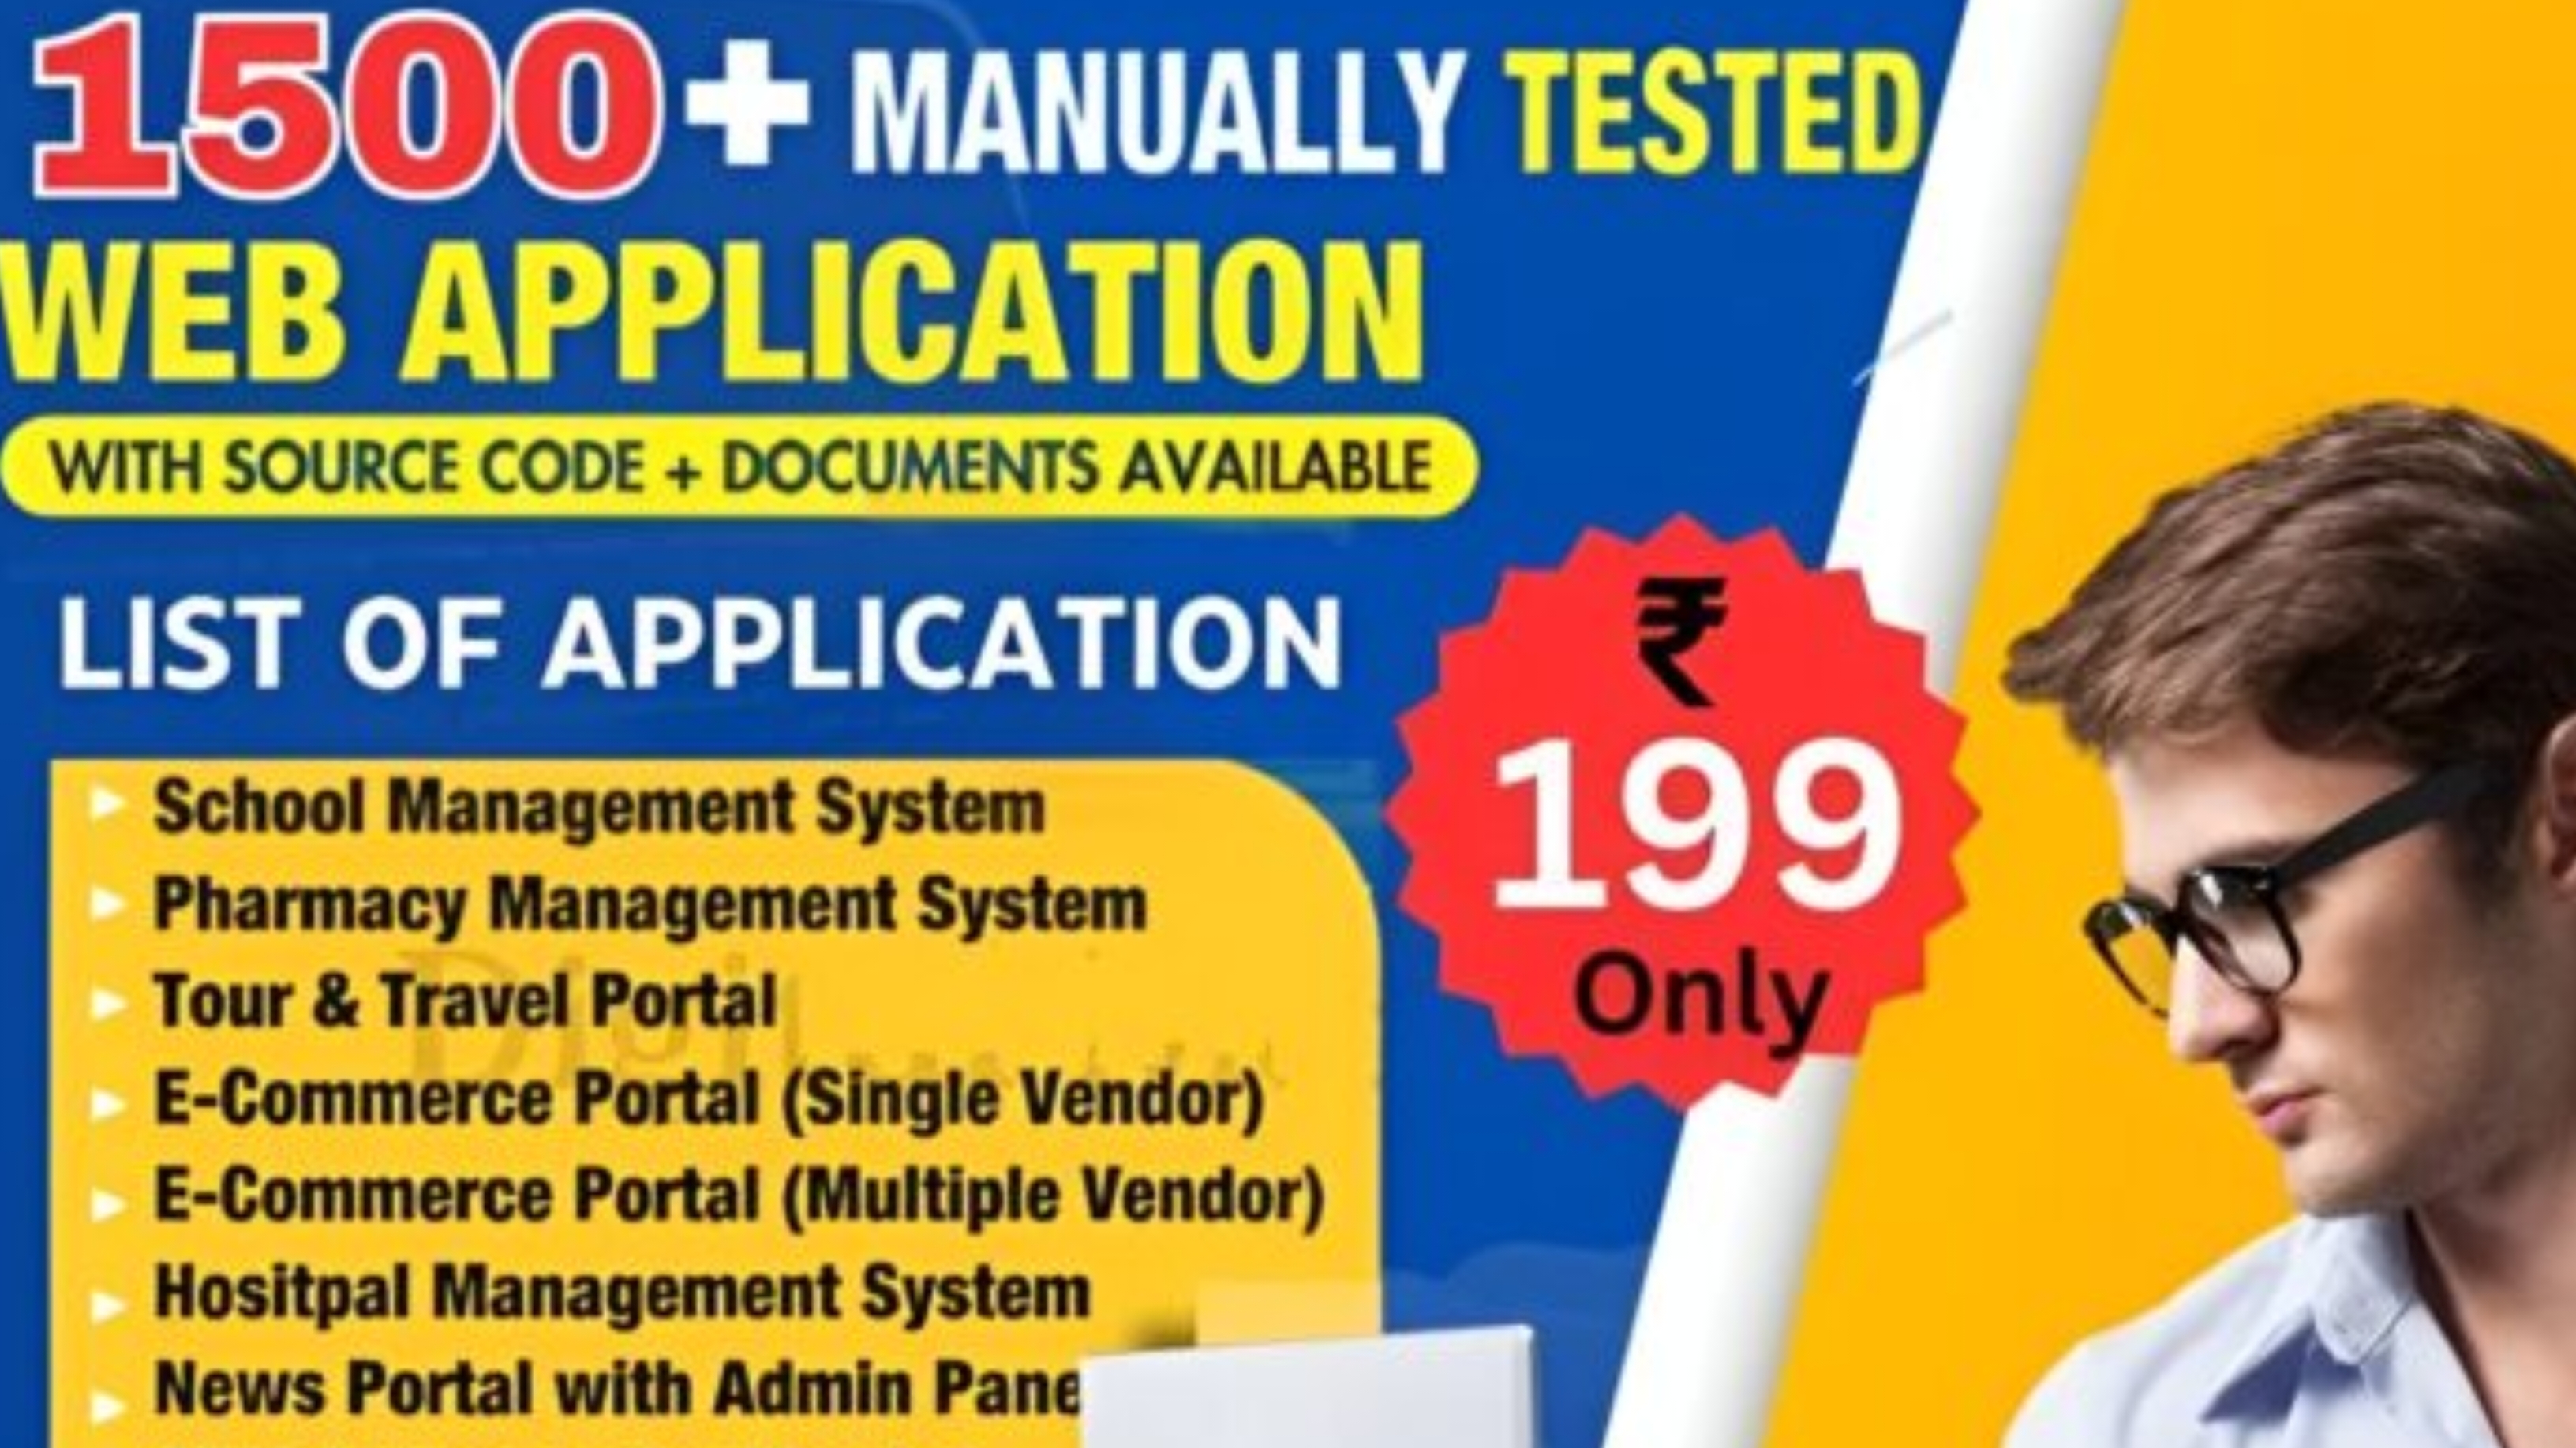 1500+ MANUALLY TESTED
WEB APPLICATION
WITH SOURCE CODE + DOCUMENTS AVAILABLE
LIST OF APPLICATION
₹
199
Only
School Management System
Pharmacy Management System
Tour & Travel Portal
E-Commerce Portal (Single Vendor)
E-Commerce Portal (Multiple Vendor)
Hositpal Management System
News Portal with Admin Pane